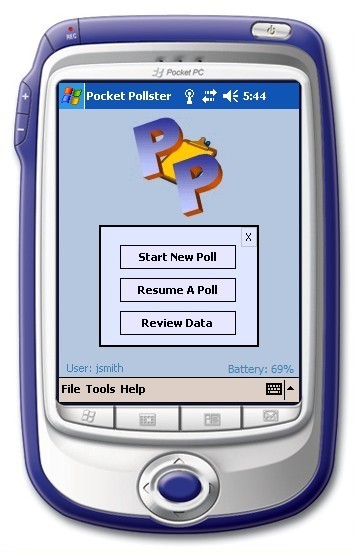 REC
Pocket PC
Pocket Pollster 5:44
PP
X
Start New Poll
Resume A Poll
Review Data
User: jsmith Battery: 69%
File Tools Help